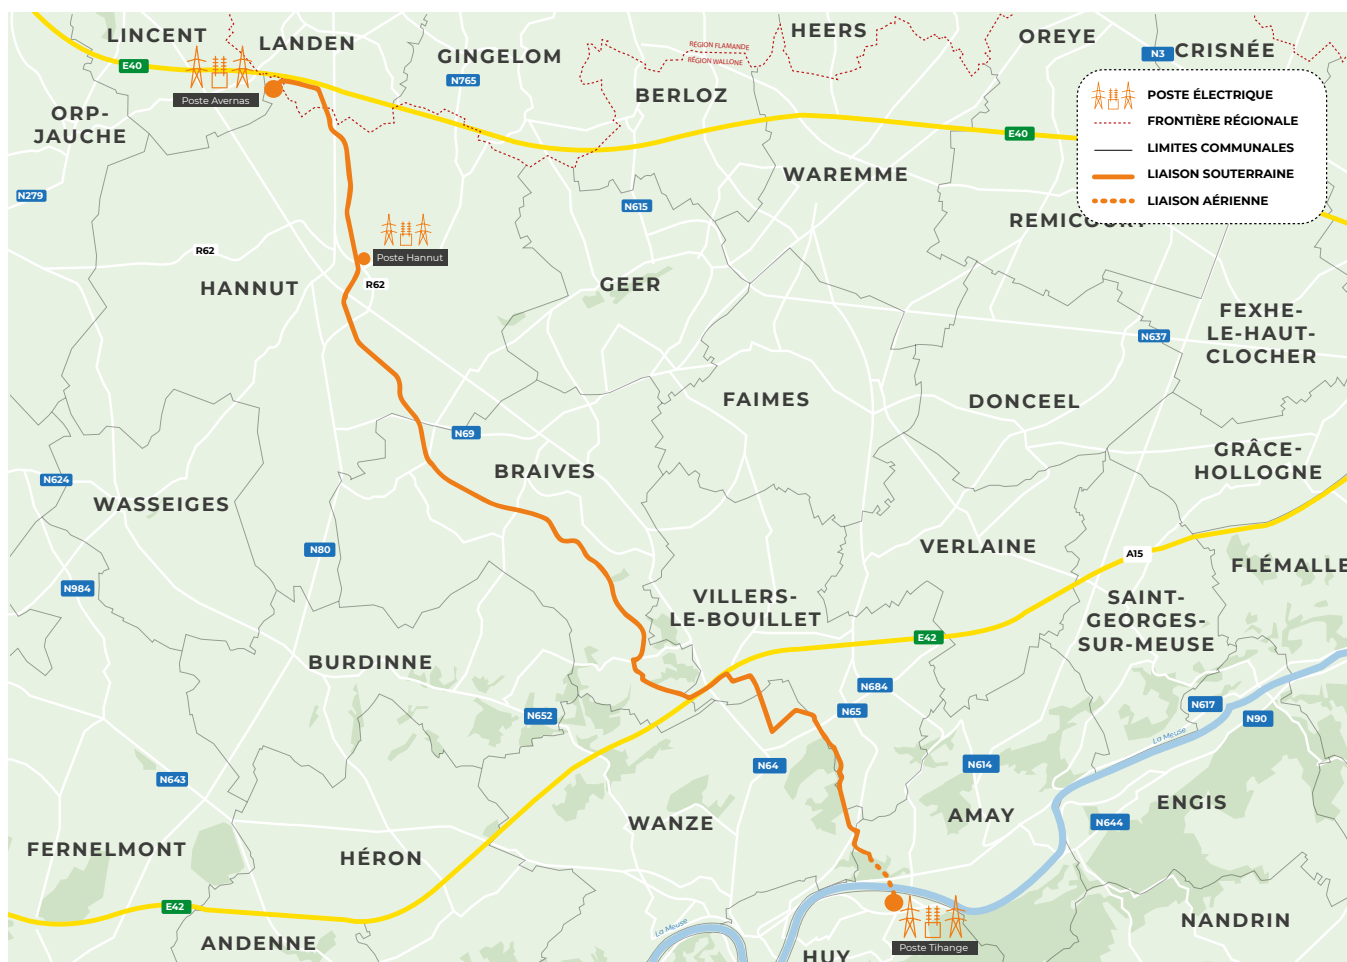 LINCENT
LANDEN
GINGELOM
HEERS
OREYE
CRISNÉE
N3
RÉGION FLAMANDE
RÉGION WALLONE
E40
N765
BERLOZ
Poste Avernas
ORP-
JAUCHE
POSTE ÉLECTRIQUE
FRONTIÈRE RÉGIONALE
LIMITES COMMUNALES
LIAISON SOUTERRAINE
LIAISON AÉRIENNE
E40
WAREMME
N279
N615
REMICOURT
R62
Poste Hannut
HANNUT
R62
GEER
FEXHE-
LE-HAUT-
CLOCHER
N637
FAIMES
DONCEEL
N69
BRAIVES
GRÂCE-
HOLLOGNE
N624
WASSEIGES
N80
VERLAINE
A15
FLÉMALLE
N984
VILLERS-
LE-BOUILLET
SAINT-
GEORGES-
SUR-MEUSE
E42
BURDINNE
N684
N652
N65
N617
N90
La Meuse
N643
N64
N614
WANZE
AMAY
ENGIS
N644
FERNELMONT
HÉRON
E42
ANDENNE
La Meuse
Poste Tihange
NANDRIN
HUY